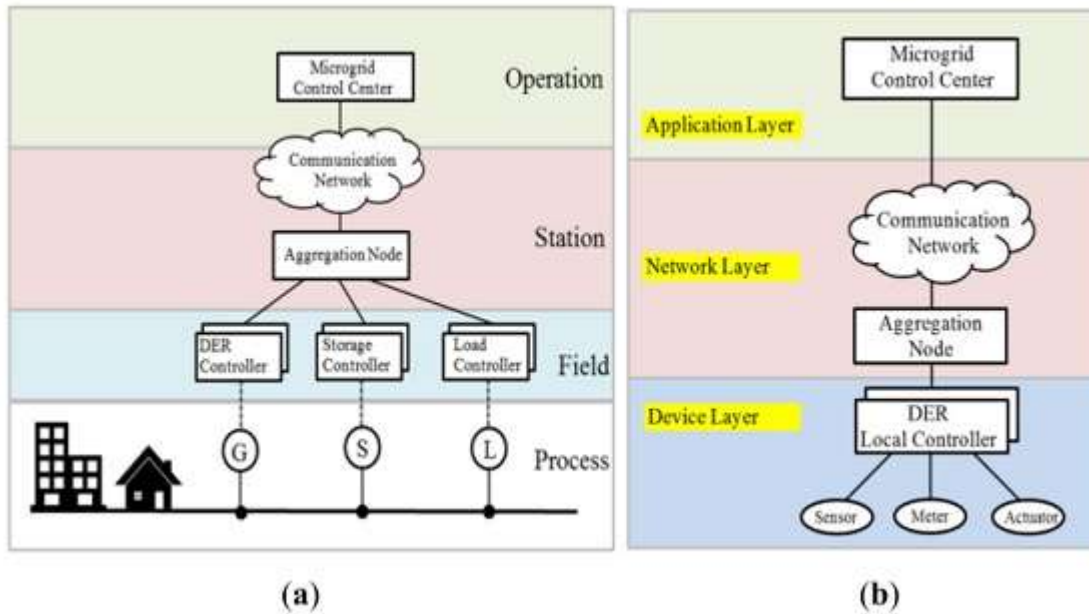 Microgrid
Control Center
Operation
Communication
Network
Station
Aggregation Node
DER
Controller
Storage
Controller
Load
Controller
Field
G
S
L
Process
(a)
Microgrid
Control Center
Application Layer
Communication
Network
Network Layer
Aggregation
Node
Device Layer
DER
Local Controller
Sensor
Meter
Actuator
(b)